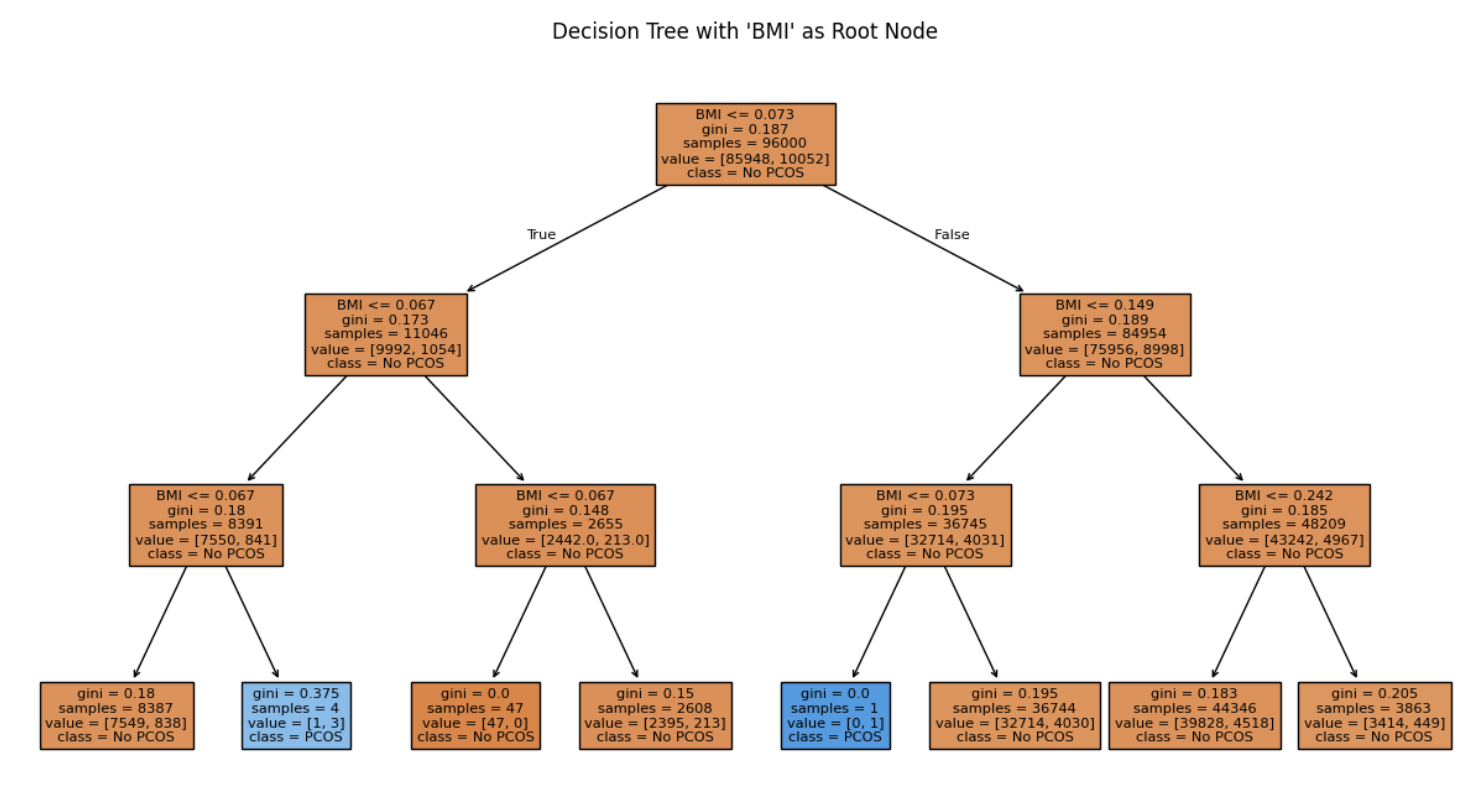 Decision Tree with 'BMI' as Root Node
BMI <= 0.073
gini = 0.187
samples = 96000
value = [85948, 10052]
class = No PCOS
True
False
BMI <= 0.067
gini = 0.173
samples = 11046
value = [9992, 1054]
class = No PCOS
BMI <= 0.149
gini = 0.189
samples = 84954
value = [75956, 8998]
class = No PCOS
BMI <= 0.067
gini = 0.18
samples = 8391
value = [7550, 841]
class = No PCOS
BMI <= 0.067
gini = 0.148
samples = 2655
value = [2442.0, 213.0]
class = No PCOS
BMI <= 0.073
gini = 0.195
samples = 36745
value = [32714, 4031]
class = No PCOS
BMI <= 0.242
gini = 0.185
samples = 48209
value = [43242, 4967]
class = No PCOS
gini = 0.18
samples = 8387
value = [7549, 838]
class = No PCOS
gini = 0.375
samples = 4
value = [1, 3]
class = PCOS
gini = 0.0
samples = 47
value = [47, 0]
class = No PCOS
gini = 0.15
samples = 2608
value = [2395, 213]
class = No PCOS
gini = 0.0
samples = 1
value = [0, 1]
class = PCOS
gini = 0.195
samples = 36744
value = [32714, 4030]
class = No PCOS
gini = 0.183
samples = 44346
value = [39828, 4518]
class = No PCOS
gini = 0.205
samples = 3863
value = [3414, 449]
class = No PCOS